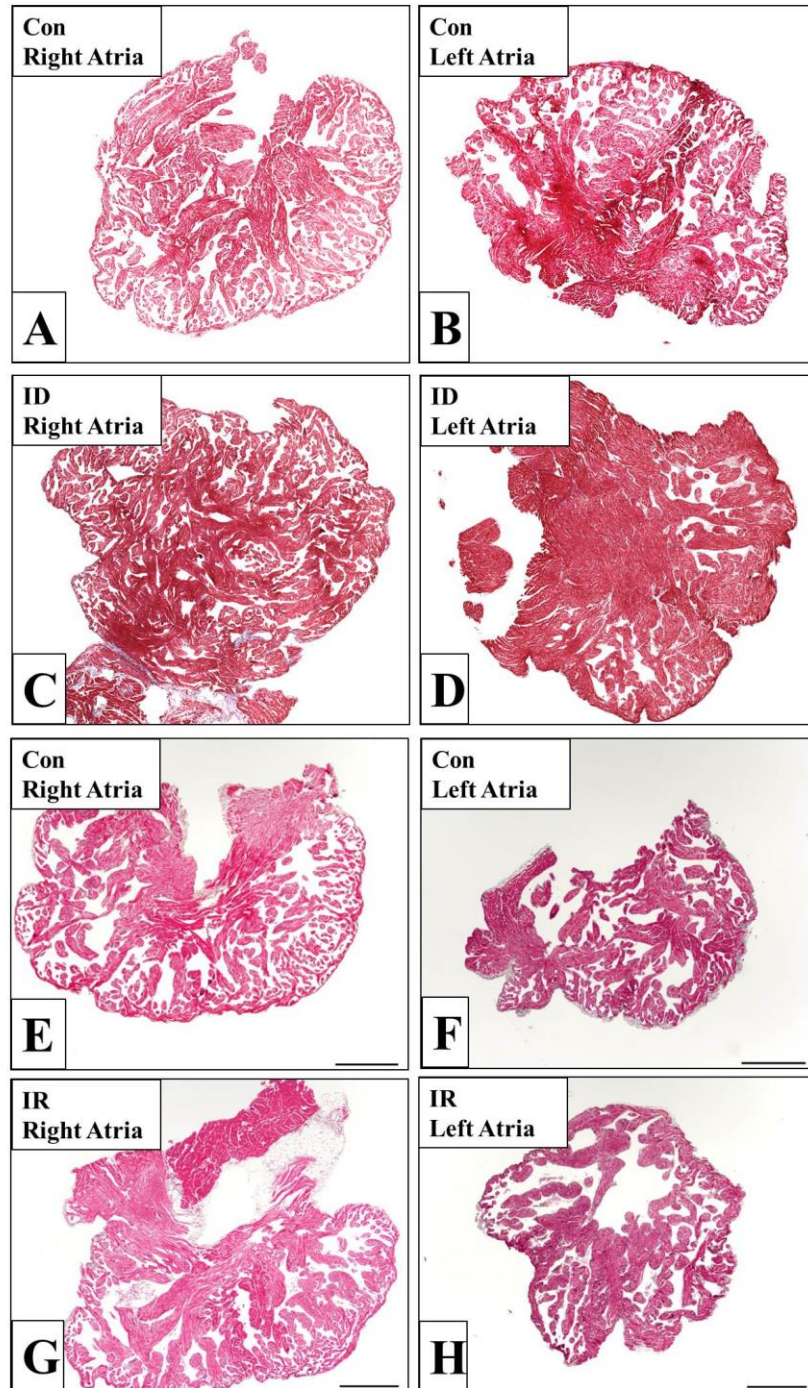 Con
Right Atria
A
Con
Left Atria
B
ID
Right Atria
C
ID
Left Atria
D
Con
Right Atria
E
Con
Left Atria
F
IR
Right Atria
G
IR
Left Atria
H